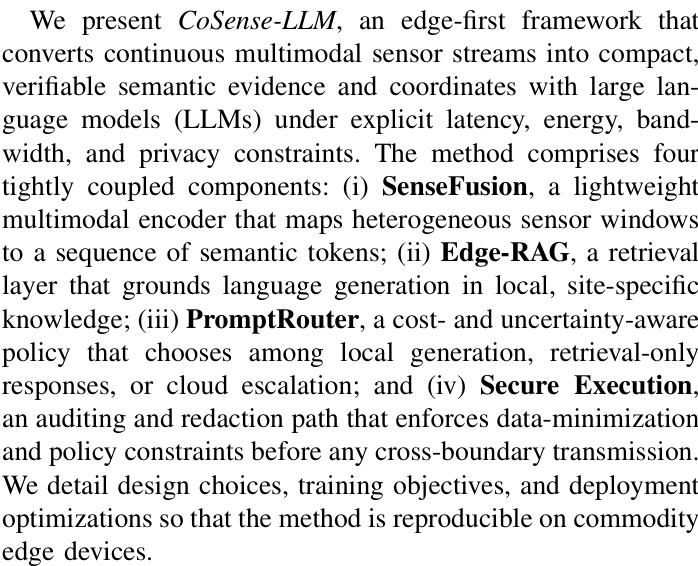 We present CoSense-LLM, an edge-first framework that
converts continuous multimodal sensor streams into compact,
verifiable semantic evidence and coordinates with large lan-
guage models (LLMs) under explicit latency, energy, band-
width, and privacy constraints. The method comprises four
tightly coupled components: (i) SenseFusion, a lightweight
multimodal encoder that maps heterogeneous sensor windows
to a sequence of semantic tokens; (ii) Edge-RAG, a retrieval
layer that grounds language generation in local, site-specific
knowledge; (iii) PromptRouter, a cost- and uncertainty-aware
policy that chooses among local generation, retrieval-only
responses, or cloud escalation; and (iv) Secure Execution,
an auditing and redaction path that enforces data-minimization
and policy constraints before any cross-boundary transmission.
We detail design choices, training objectives, and deployment
optimizations so that the method is reproducible on commodity
edge devices.